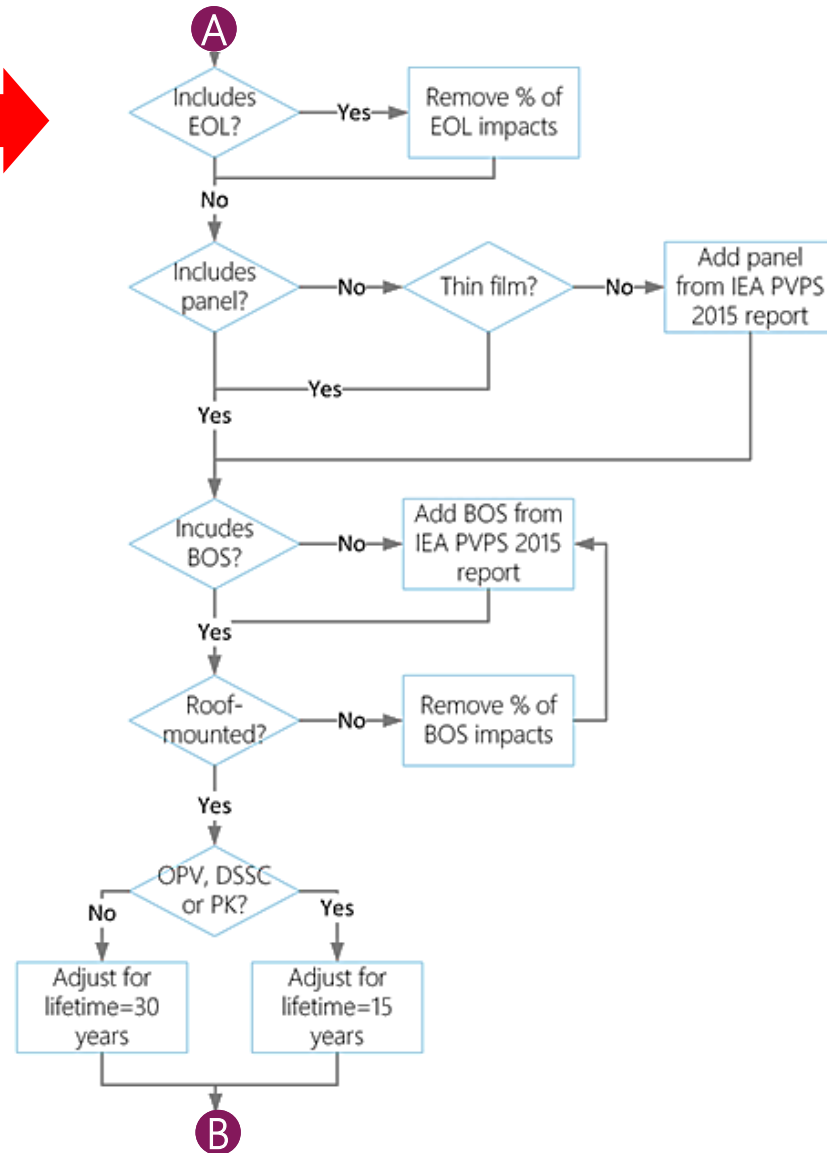 A
Includes
EOL?
Yes
Remove % of
EOL impacts
No
Includes
panel?
No
Thin film?
No
Add panel
from IEA PVPS
2015 report
Yes
Yes
Incudes
BOS?
No
Add BOS from
IEA PVPS 2015
report
Yes
Roof-
mounted?
No
Remove % of
BOS impacts
Yes
OPV, DSSC
or PK?
No
Yes
Adjust for
lifetime=30
years
Adjust for
lifetime=15
years
B